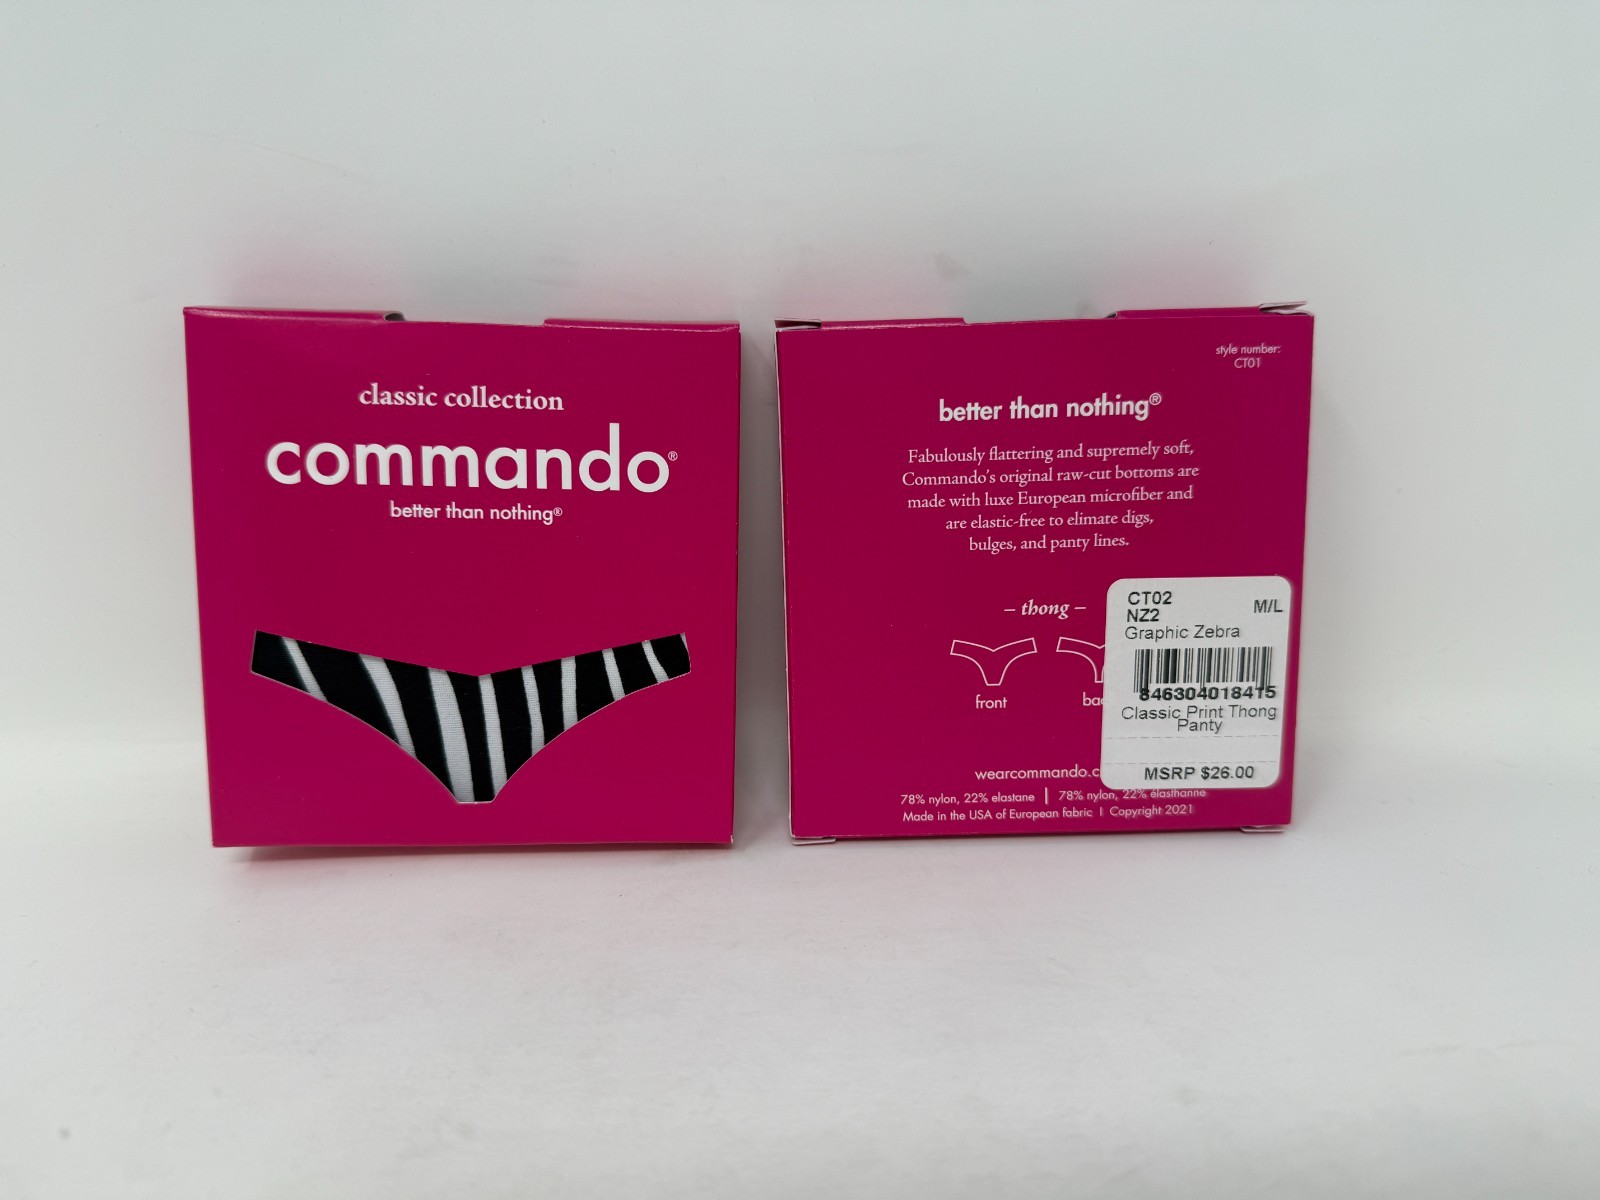 classic collection
commando®
better than nothing®
style number:
CT01
better than nothing®
Fabulously flattering and supremely soft,
Commando's original raw-cut bottoms are
made with luxe European microfiber and
are elastic-free to elimate digs,
bulges, and panty lines.
– thong –
front
bac
wearcommando.c
78% nylon, 22% elastane | 78% nylon, 22% élasthanne
Made in the USA of European fabric | Copyright 2021
CT02
M/L
NZ2
Graphic Zebra
846304018415
Classic Print Thong
Panty
MSRP $26.00